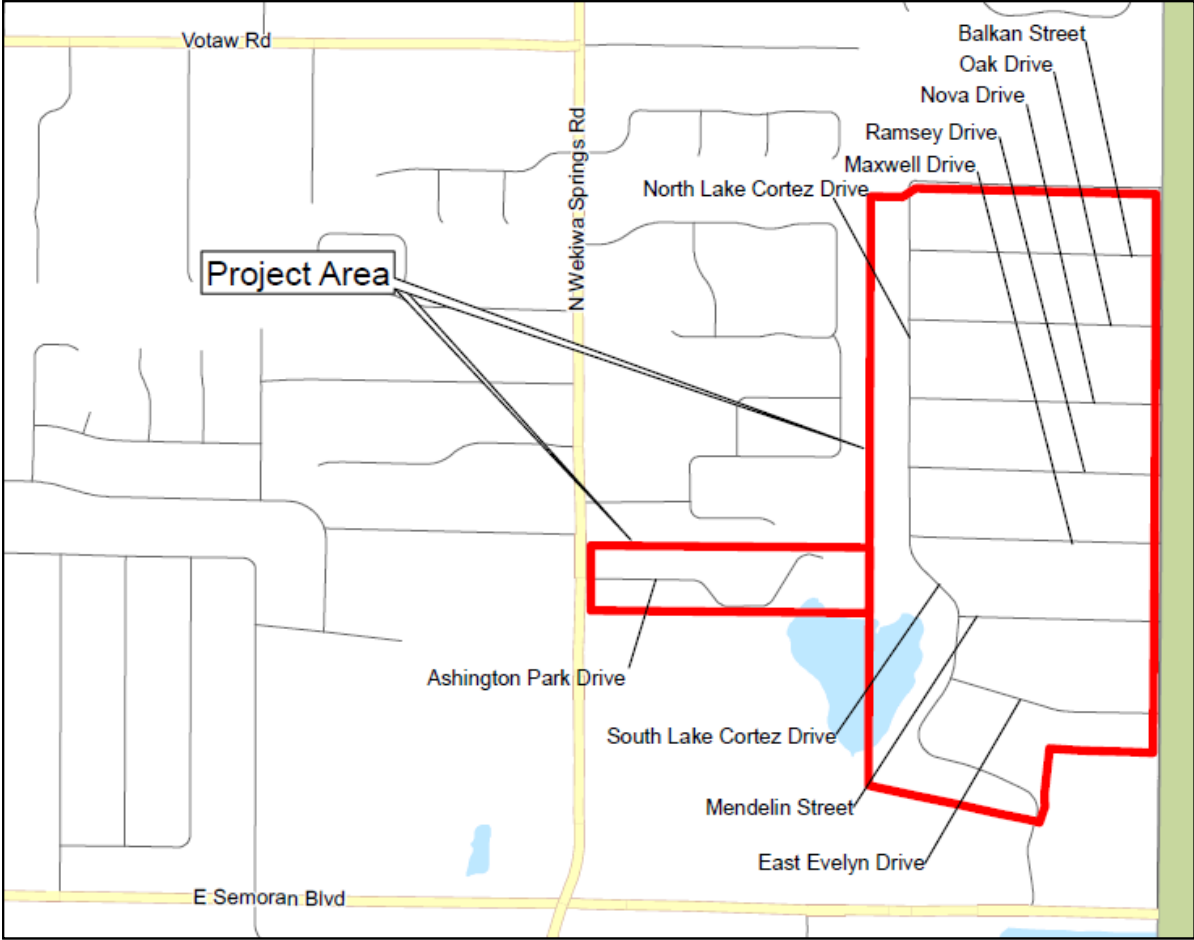 Votaw Rd
Balkan Street
Oak Drive
Nova Drive
Ramsey Drive
Maxwell Drive
North Lake Cortez Drive
N Wekiwa Springs Rd
Project Area
Ashington Park Drive
South Lake Cortez Drive
Mendelin Street
East Evelyn Drive
E Semoran Blvd